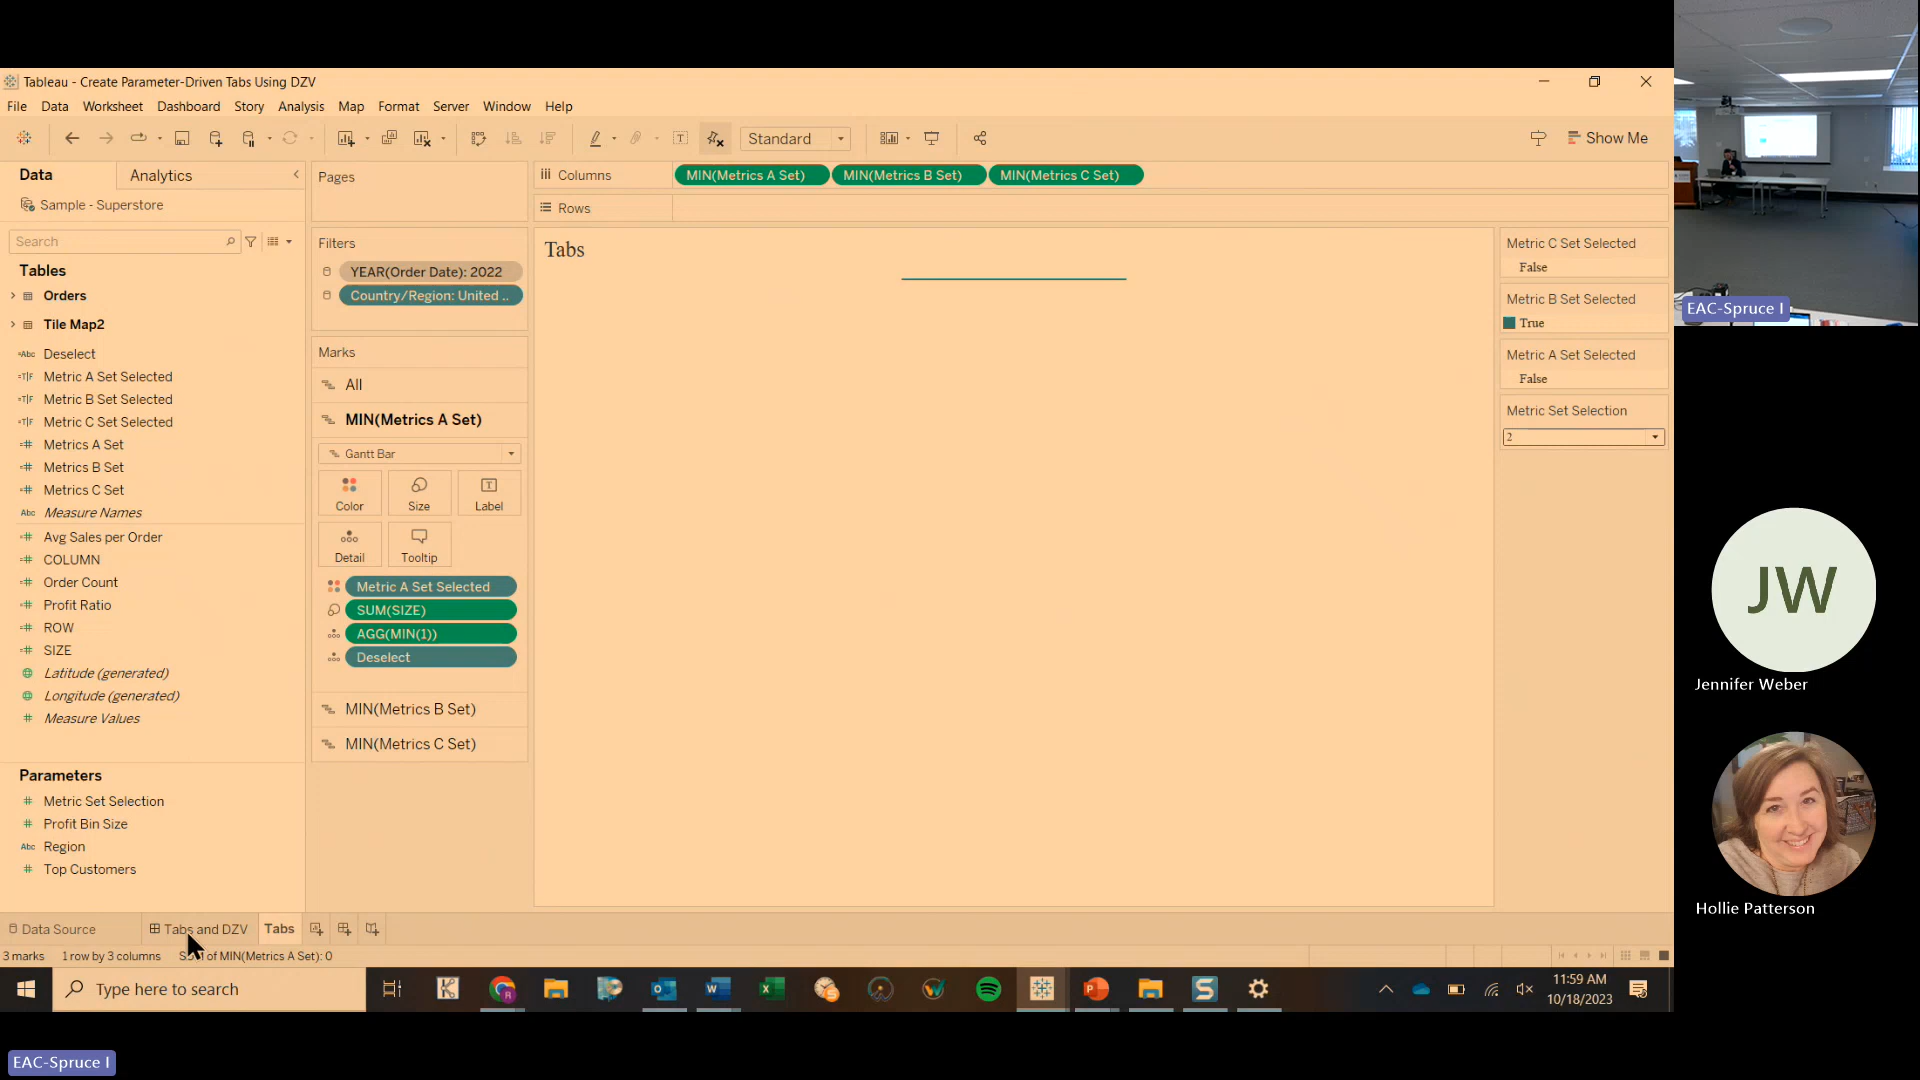 Tableau - Create Parameter-Driven Tabs Using DZV
File Data Worksheet Dashboard Story Analysis Map Format Server Window Help
Standard
Show Me
Data
Analytics
Sample - Superstore
Search
Tables
Orders
Tile Map2
Abc Deselect
T|F Metric A Set Selected
T|F Metric B Set Selected
T|F Metric C Set Selected
Metrics A Set
Metrics B Set
Metrics C Set
Abc Measure Names
Avg Sales per Order
COLUMN
Order Count
Profit Ratio
ROW
SIZE
Latitude (generated)
Longitude (generated)
Measure Values
Parameters
Metric Set Selection
Profit Bin Size
Abc Region
Top Customers
Pages
Filters
YEAR(Order Date): 2022
Country/Region: United ..
Marks
All
MIN(Metrics A Set)
Gantt Bar
Color
Size
Label
Detail
Tooltip
Metric A Set Selected
SUM(SIZE)
AGG(MIN(1))
Deselect
MIN(Metrics B Set)
MIN(Metrics C Set)
Columns
MIN(Metrics A Set)
MIN(Metrics B Set)
MIN(Metrics C Set)
Rows
Tabs
Metric C Set Selected
False
Metric B Set Selected
True
Metric A Set Selected
False
Metric Set Selection
2
Data Source
Tabs and DZV
Tabs
3 marks
1 row by 3 columns
of MIN(Metrics A Set): 0
Type here to search
11:59 AM
10/18/2023
EAC-Spruce I
JW
Jennifer Weber
Hollie Patterson
EAC-Spruce I